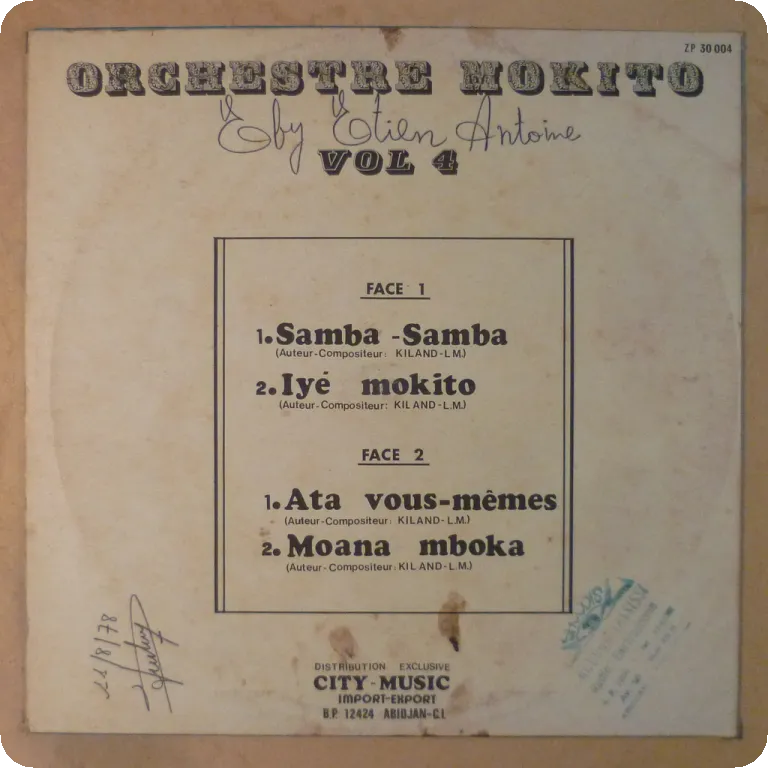 ZP 30 004
ORCHESTRE MOKITO
Eby Etien Antoine
VOL 4
FACE 1
1. Samba - Samba
(Auteur-Compositeur: KILAND-L.M.)
2. Iyé mokito
(Auteur-Compositeur: KILAND-L.M.)
FACE 2
1. Ata vous-mêmes
(Auteur-Compositeur: KILAND-L.M.)
2. Moana mboka
(Auteur-Compositeur: KILAND-L.M.)
11/8/78
DISTRIBUTION EXCLUSIVE
CITY-MUSIC
IMPORT-EXPORT
B.P. 12424 ABIDJAN-C.I.